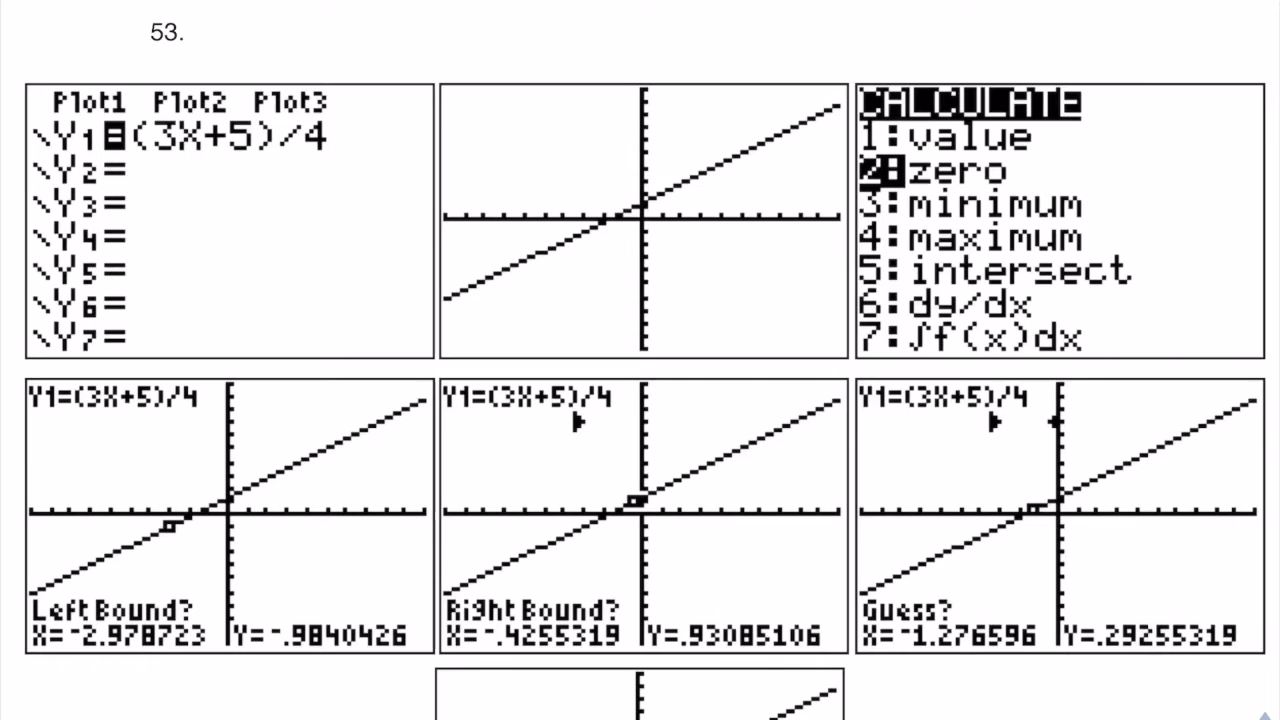 53.
Plot1 Plot2 Plot3
\Y1=(3X+5)/4
\Y2=
\Y3=
\Y4=
\Y5=
\Y6=
\Y7=
CALCULATE
1:value
2:zero
3:minimum
4:maximum
5:intersect
6:dy/dx
7:∫f(x)dx
Y1=(3X+5)/4
Left Bound?
X=-2.978723 Y=-.9840426
Y1=(3X+5)/4
Right Bound?
X=-.4255319 Y=.93085106
Y1=(3X+5)/4
Guess?
X=-1.276596 Y=.29255319